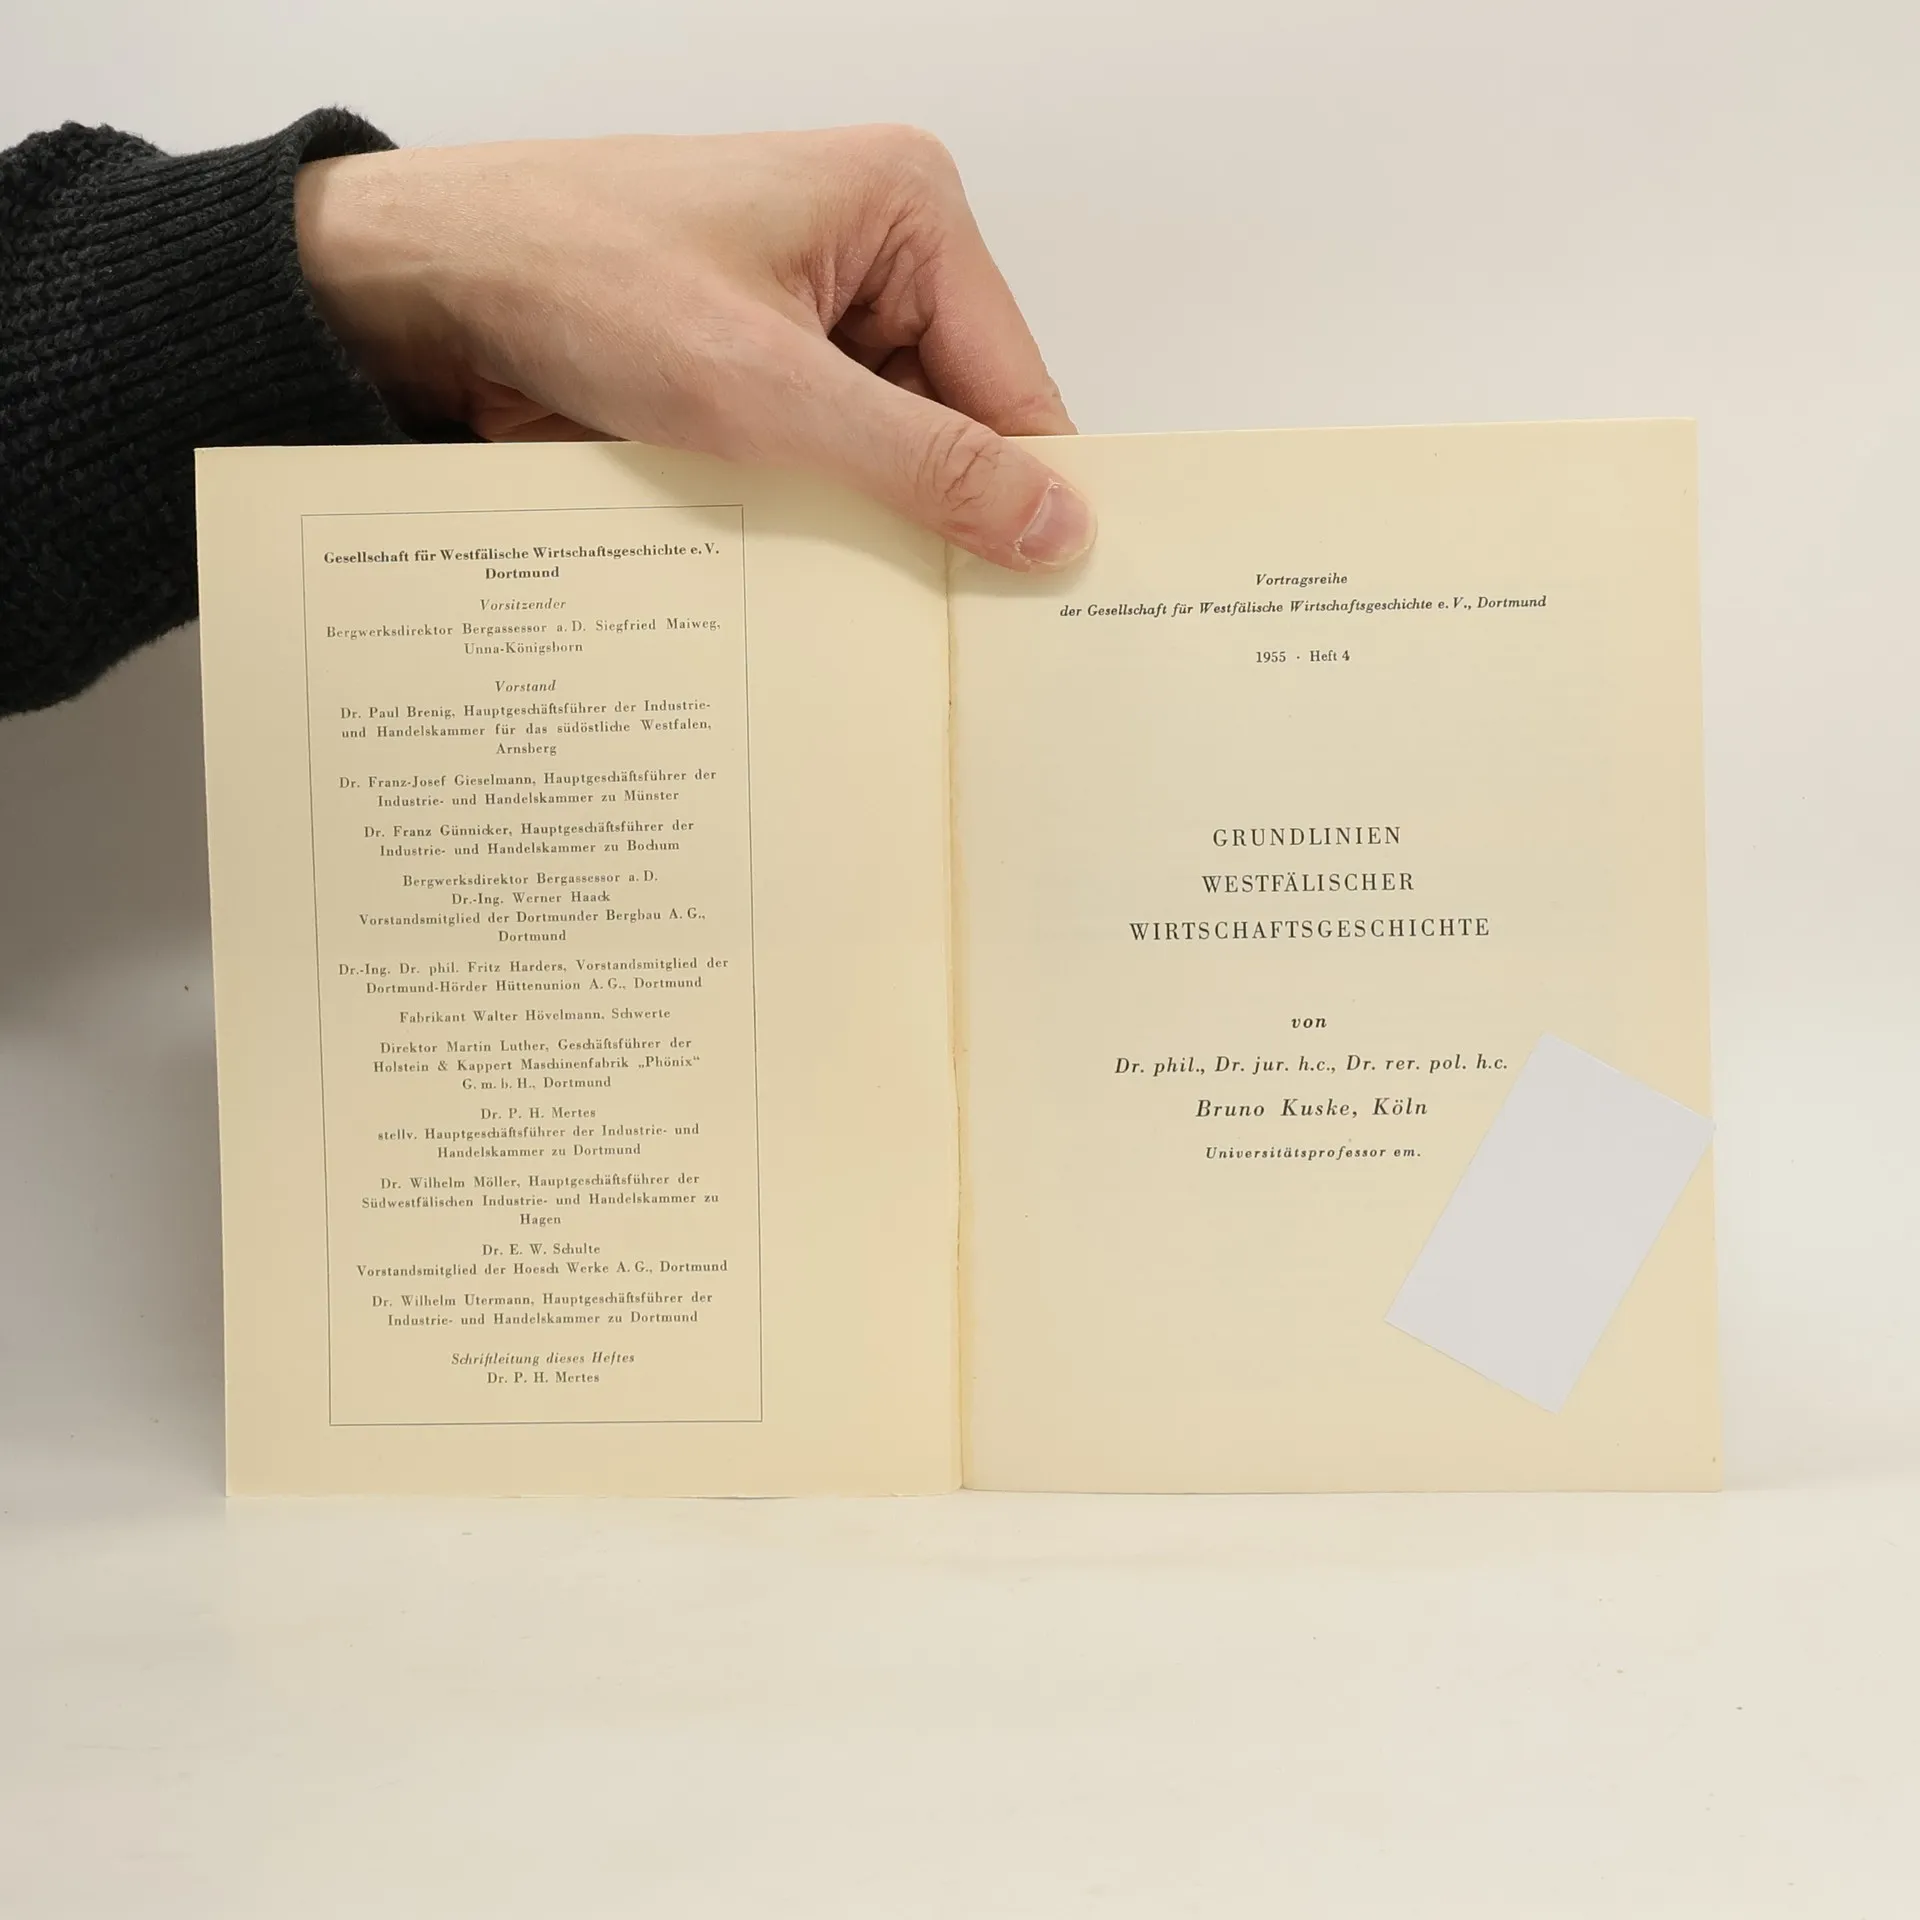 Gesellschaft für Westfälische Wirtschaftsgeschichte e. V.
Dortmund
Vorsitzender
Bergwerksdirektor Bergassessor a. D. Siegfried Maiweg,
Unna-Königsborn
Vorstand
Dr. Paul Brenig, Hauptgeschäftsführer der Industrie-
und Handelskammer für das südöstliche Westfalen,
Arnsberg
Dr. Franz-Josef Gieselmann, Hauptgeschäftsführer der
Industrie- und Handelskammer zu Münster
Dr. Franz Günnicker, Hauptgeschäftsführer der
Industrie- und Handelskammer zu Bochum
Bergwerksdirektor Bergassessor a. D.
Dr.-Ing. Werner Haack
Vorstandsmitglied der Dortmunder Bergbau A. G.,
Dortmund
Dr.-Ing. Dr. phil. Fritz Harders, Vorstandsmitglied der
Dortmund-Hörder Hüttenunion A. G., Dortmund
Fabrikant Walter Hövelmann, Schwerte
Direktor Martin Luther, Geschäftsführer der
Holstein & Kappert Maschinenfabrik „Phönix“
G. m. b. H., Dortmund
Dr. P. H. Mertes
stellv. Hauptgeschäftsführer der Industrie- und
Handelskammer zu Dortmund
Dr. Wilhelm Möller, Hauptgeschäftsführer der
Südwestfälischen Industrie- und Handelskammer zu
Hagen
Dr. E. W. Schulte
Vorstandsmitglied der Hoesch Werke A. G., Dortmund
Dr. Wilhelm Utermann, Hauptgeschäftsführer der
Industrie- und Handelskammer zu Dortmund
Schriftleitung dieses Heftes
Dr. P. H. Mertes
Vortragsreihe
der Gesellschaft für Westfälische Wirtschaftsgeschichte e. V., Dortmund
1955 · Heft 4
GRUNDLINIEN
WESTFÄLISCHER
WIRTSCHAFTSGESCHICHTE
von
Dr. phil., Dr. jur. h.c., Dr. rer. pol. h.c.
Bruno Kuske, Köln
Universitätsprofessor em.